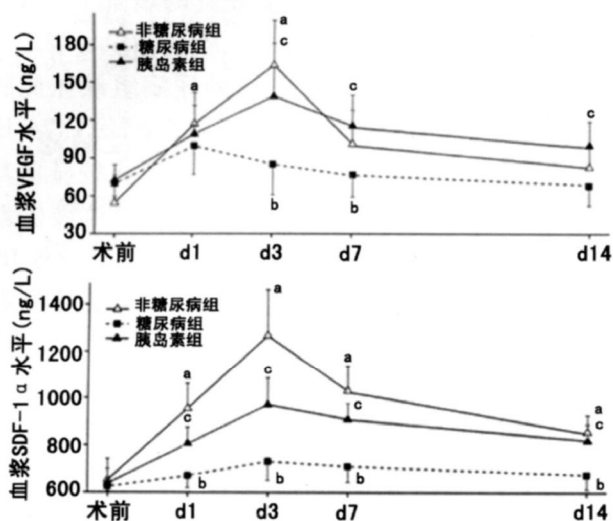 血浆VEGF水平(ng/L)
180
150
120
90
60
30
非糖尿病组
糖尿病组
胰岛素组
a
a
c
c
c
b
b
术前 d1 d3 d7 d14
血浆SDF-1α水平(ng/L)
1400
1200
1000
800
600
非糖尿病组
糖尿病组
胰岛素组
a
a
a
a
c
c
c
c
b
b
b
b
术前 d1 d3 d7 d14